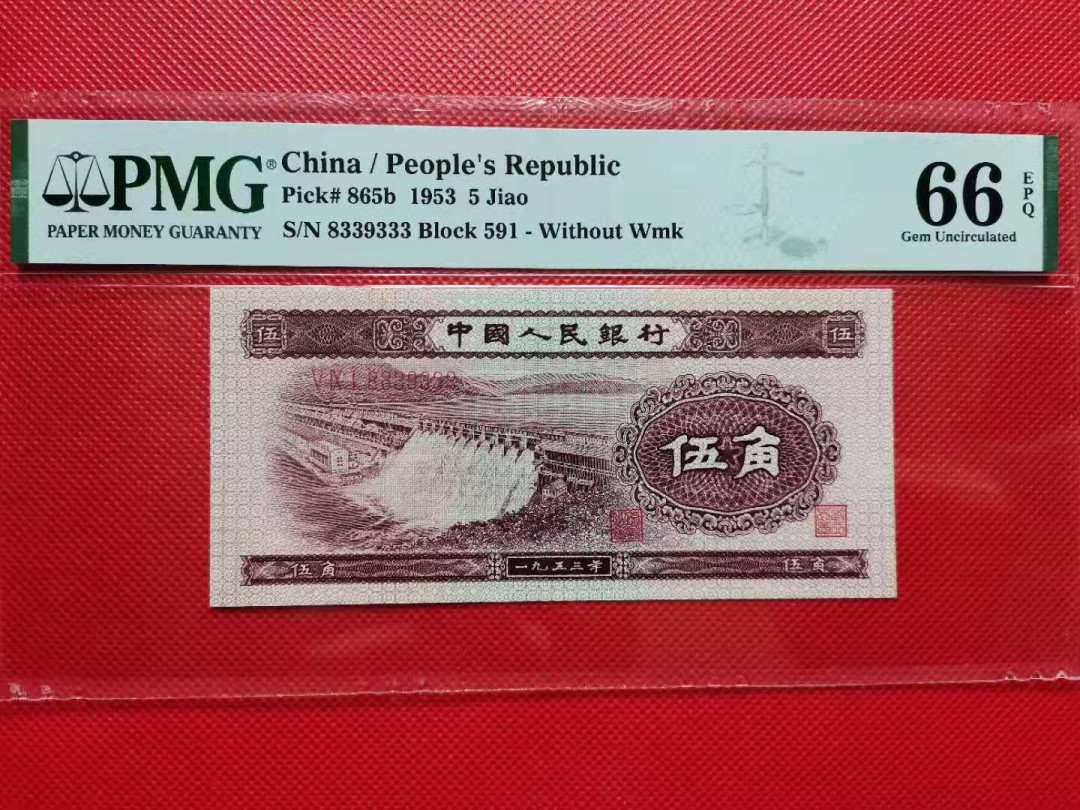 PMG® China / People's Republic
Pick# 865b 1953 5 Jiao
PAPER MONEY GUARANTY S/N 8339333 Block 591 - Without Wmk
66 EPQ
Gem Uncirculated
伍 中國人民銀行 伍
V IX I 8339333
伍角
伍角 一九五三年 伍角